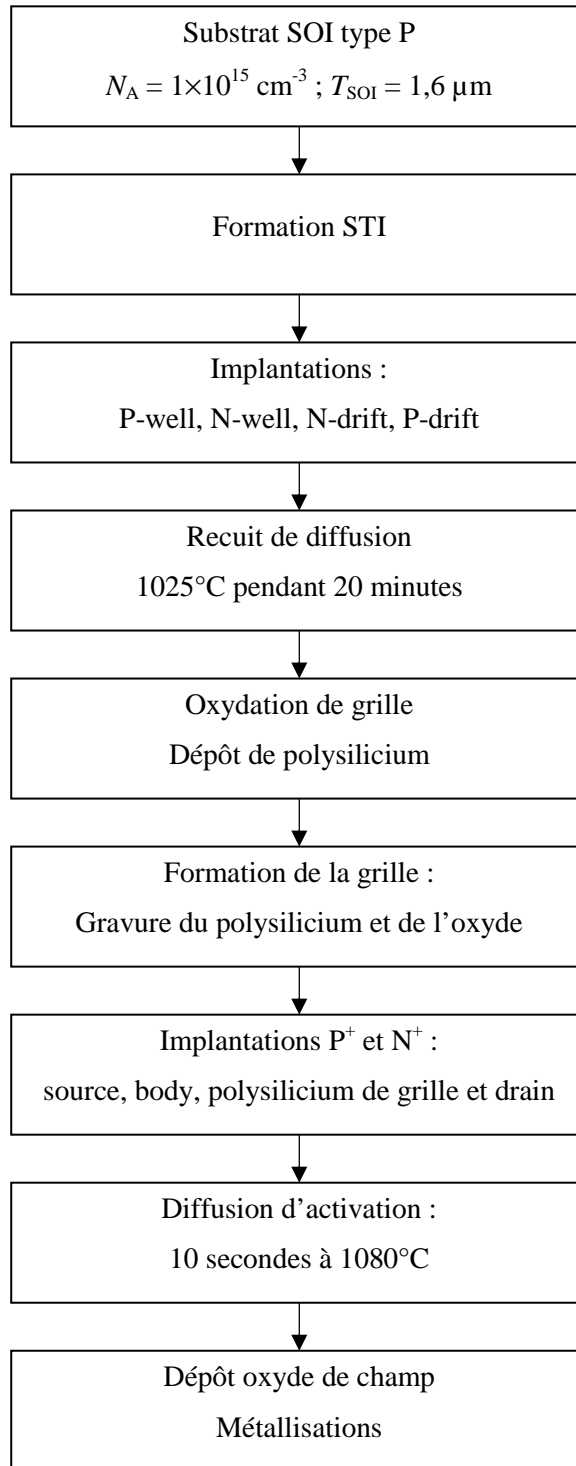 Substrat SOI type P
N_A = 1×10^15 cm^-3 ; T_SOI = 1,6 µm
Formation STI
Implantations :
P-well, N-well, N-drift, P-drift
Recuit de diffusion
1025°C pendant 20 minutes
Oxydation de grille
Dépôt de polysilicium
Formation de la grille :
Gravure du polysilicium et de l’oxyde
Implantations P^+ et N^+ :
source, body, polysilicium de grille et drain
Diffusion d’activation :
10 secondes à 1080°C
Dépôt oxyde de champ
Métallisations